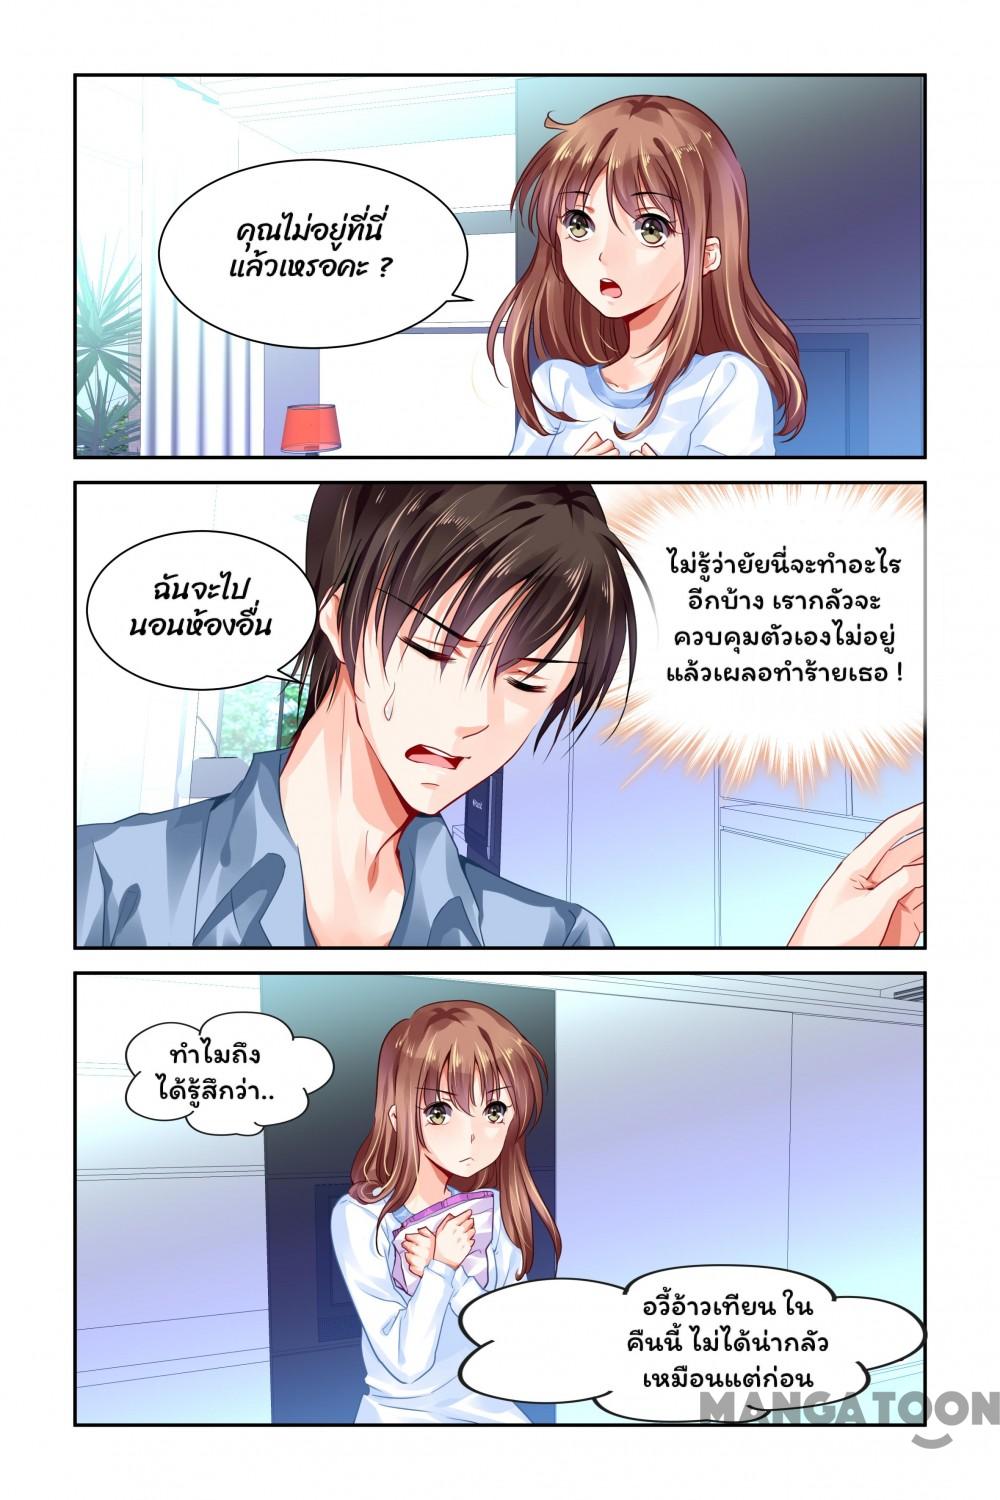 คุณไม่อยู่ที่นี่
แล้วเหรอคะ ?
ฉันจะไป
นอนห้องอื่น
ไม่รู้ว่ายัยนี่จะทำอะไร
อีกบ้าง เรากลัวจะ
ควบคุมตัวเองไม่อยู่
แล้วเผลอทำร้ายเธอ !
ทำไมถึง
ได้รู้สึกว่า..
อวี้อ้าวเทียน ใน
คืนนี้ ไม่ได้น่ากลัว
เหมือนแต่ก่อน
MANGATOON